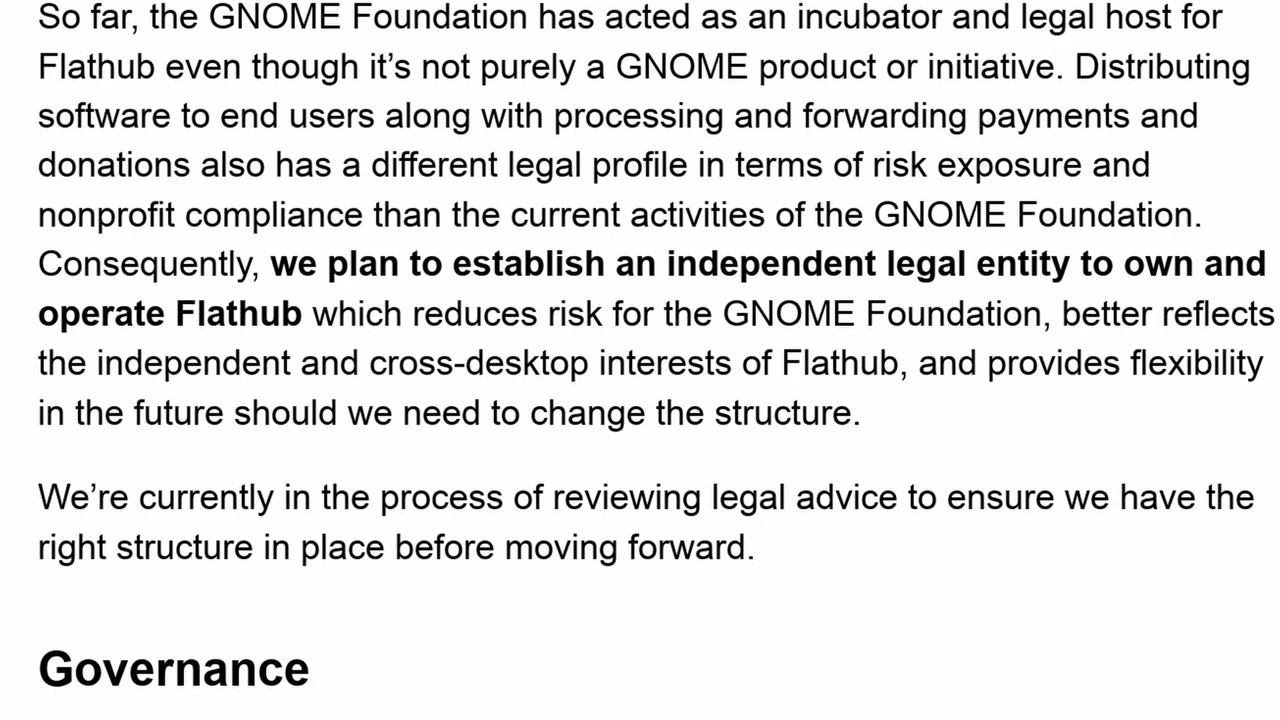 So far, the GNOME Foundation has acted as an incubator and legal host for
Flathub even though it’s not purely a GNOME product or initiative. Distributing
software to end users along with processing and forwarding payments and
donations also has a different legal profile in terms of risk exposure and
nonprofit compliance than the current activities of the GNOME Foundation.
Consequently, we plan to establish an independent legal entity to own and
operate Flathub which reduces risk for the GNOME Foundation, better reflects
the independent and cross-desktop interests of Flathub, and provides flexibility
in the future should we need to change the structure.
We’re currently in the process of reviewing legal advice to ensure we have the
right structure in place before moving forward.
Governance